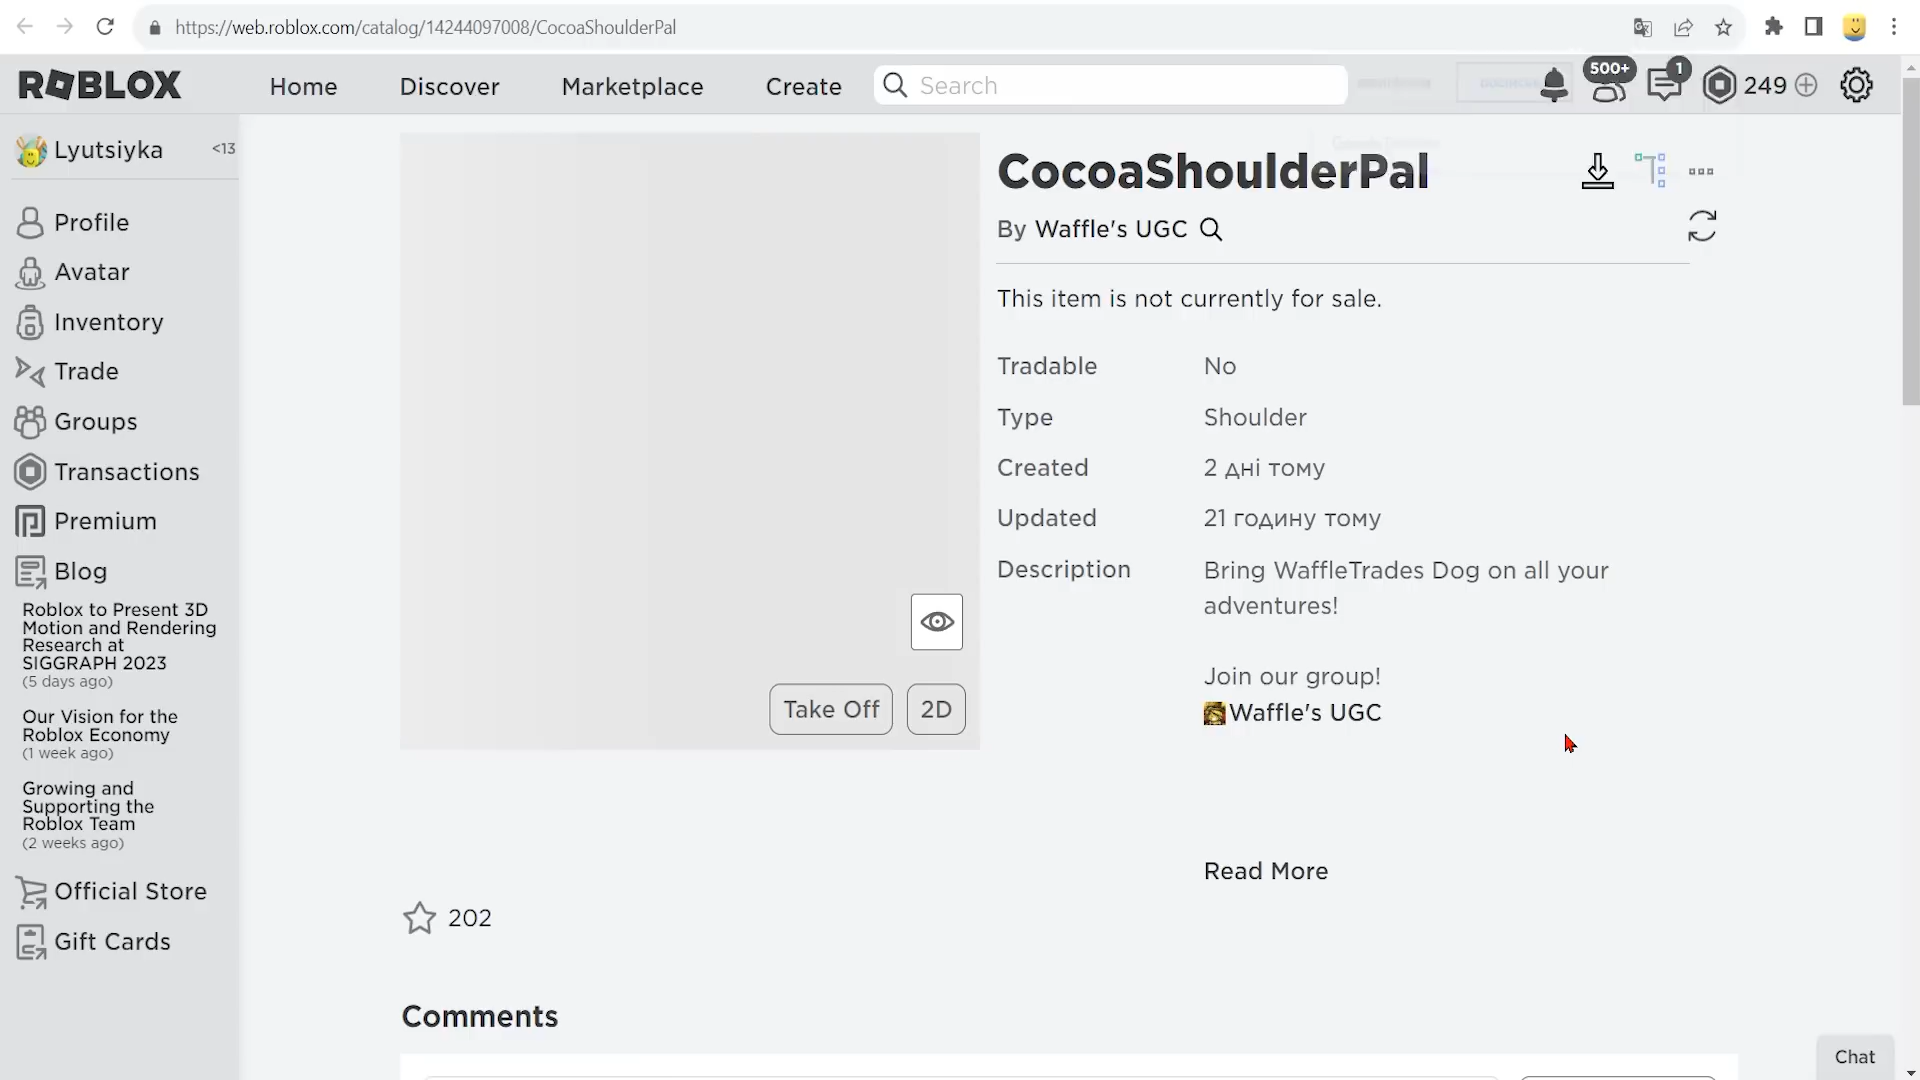 https://web.roblox.com/catalog/14244097008/CocoaShoulderPal
ROBLOX
Home
Discover
Marketplace
Create
Search
500+
1
249
Lyutsiyka
<13
Profile
Avatar
Inventory
Trade
Groups
Transactions
Premium
Blog
Roblox to Present 3D
Motion and Rendering
Research at
SIGGRAPH 2023
(5 days ago)
Our Vision for the
Roblox Economy
(1 week ago)
Growing and
Supporting the
Roblox Team
(2 weeks ago)
Official Store
Gift Cards
Take Off
2D
202
CocoaShoulderPal
By Waffle's UGC
This item is not currently for sale.
Tradable No
Type Shoulder
Created 2 дні тому
Updated 21 годину тому
Description Bring WaffleTrades Dog on all your
adventures!
Join our group!
Waffle's UGC
Read More
Comments
Chat